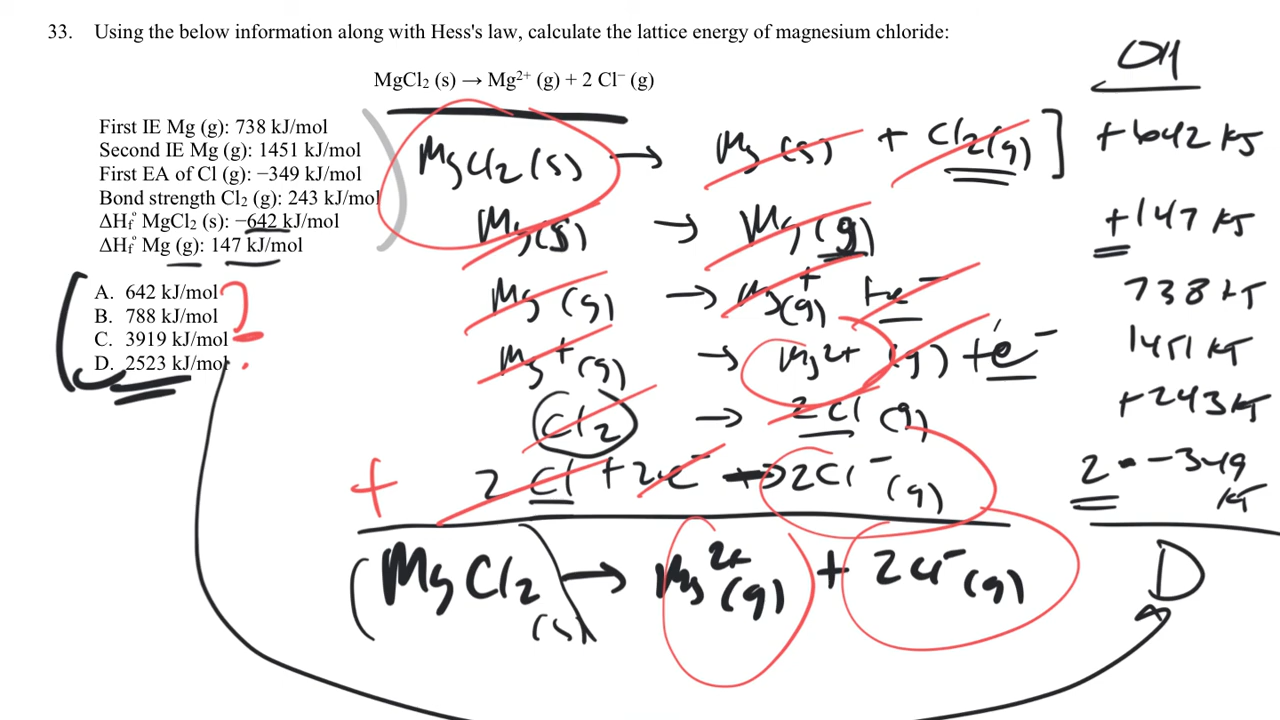 33. Using the below information along with Hess's law, calculate the lattice energy of magnesium chloride:
MgCl₂ (s) → Mg²⁺ (g) + 2 Cl⁻ (g)
First IE Mg (g): 738 kJ/mol
Second IE Mg (g): 1451 kJ/mol
First EA of Cl (g): −349 kJ/mol
Bond strength Cl₂ (g): 243 kJ/mol
ΔHf° MgCl₂ (s): −642 kJ/mol
ΔHf° Mg (g): 147 kJ/mol
A. 642 kJ/mol
B. 788 kJ/mol
C. 3919 kJ/mol
D. 2523 kJ/mol
MgCl₂(s) → Mg(s) + Cl₂(g)]
Mg(s) → Mg(g)
Mg(g) → Mg⁺(g) + e⁻
Mg⁺(g) → Mg²⁺(g) + e⁻
Cl₂ → 2Cl(g)
+ 2Cl + 2e⁻ → 2Cl⁻(g)
(MgCl₂(s) → Mg²⁺(g) + 2Cl⁻(g)
+642 kJ
+147 kJ
738 kJ
1451 kJ
+243 kJ
2 · −349 kJ
D